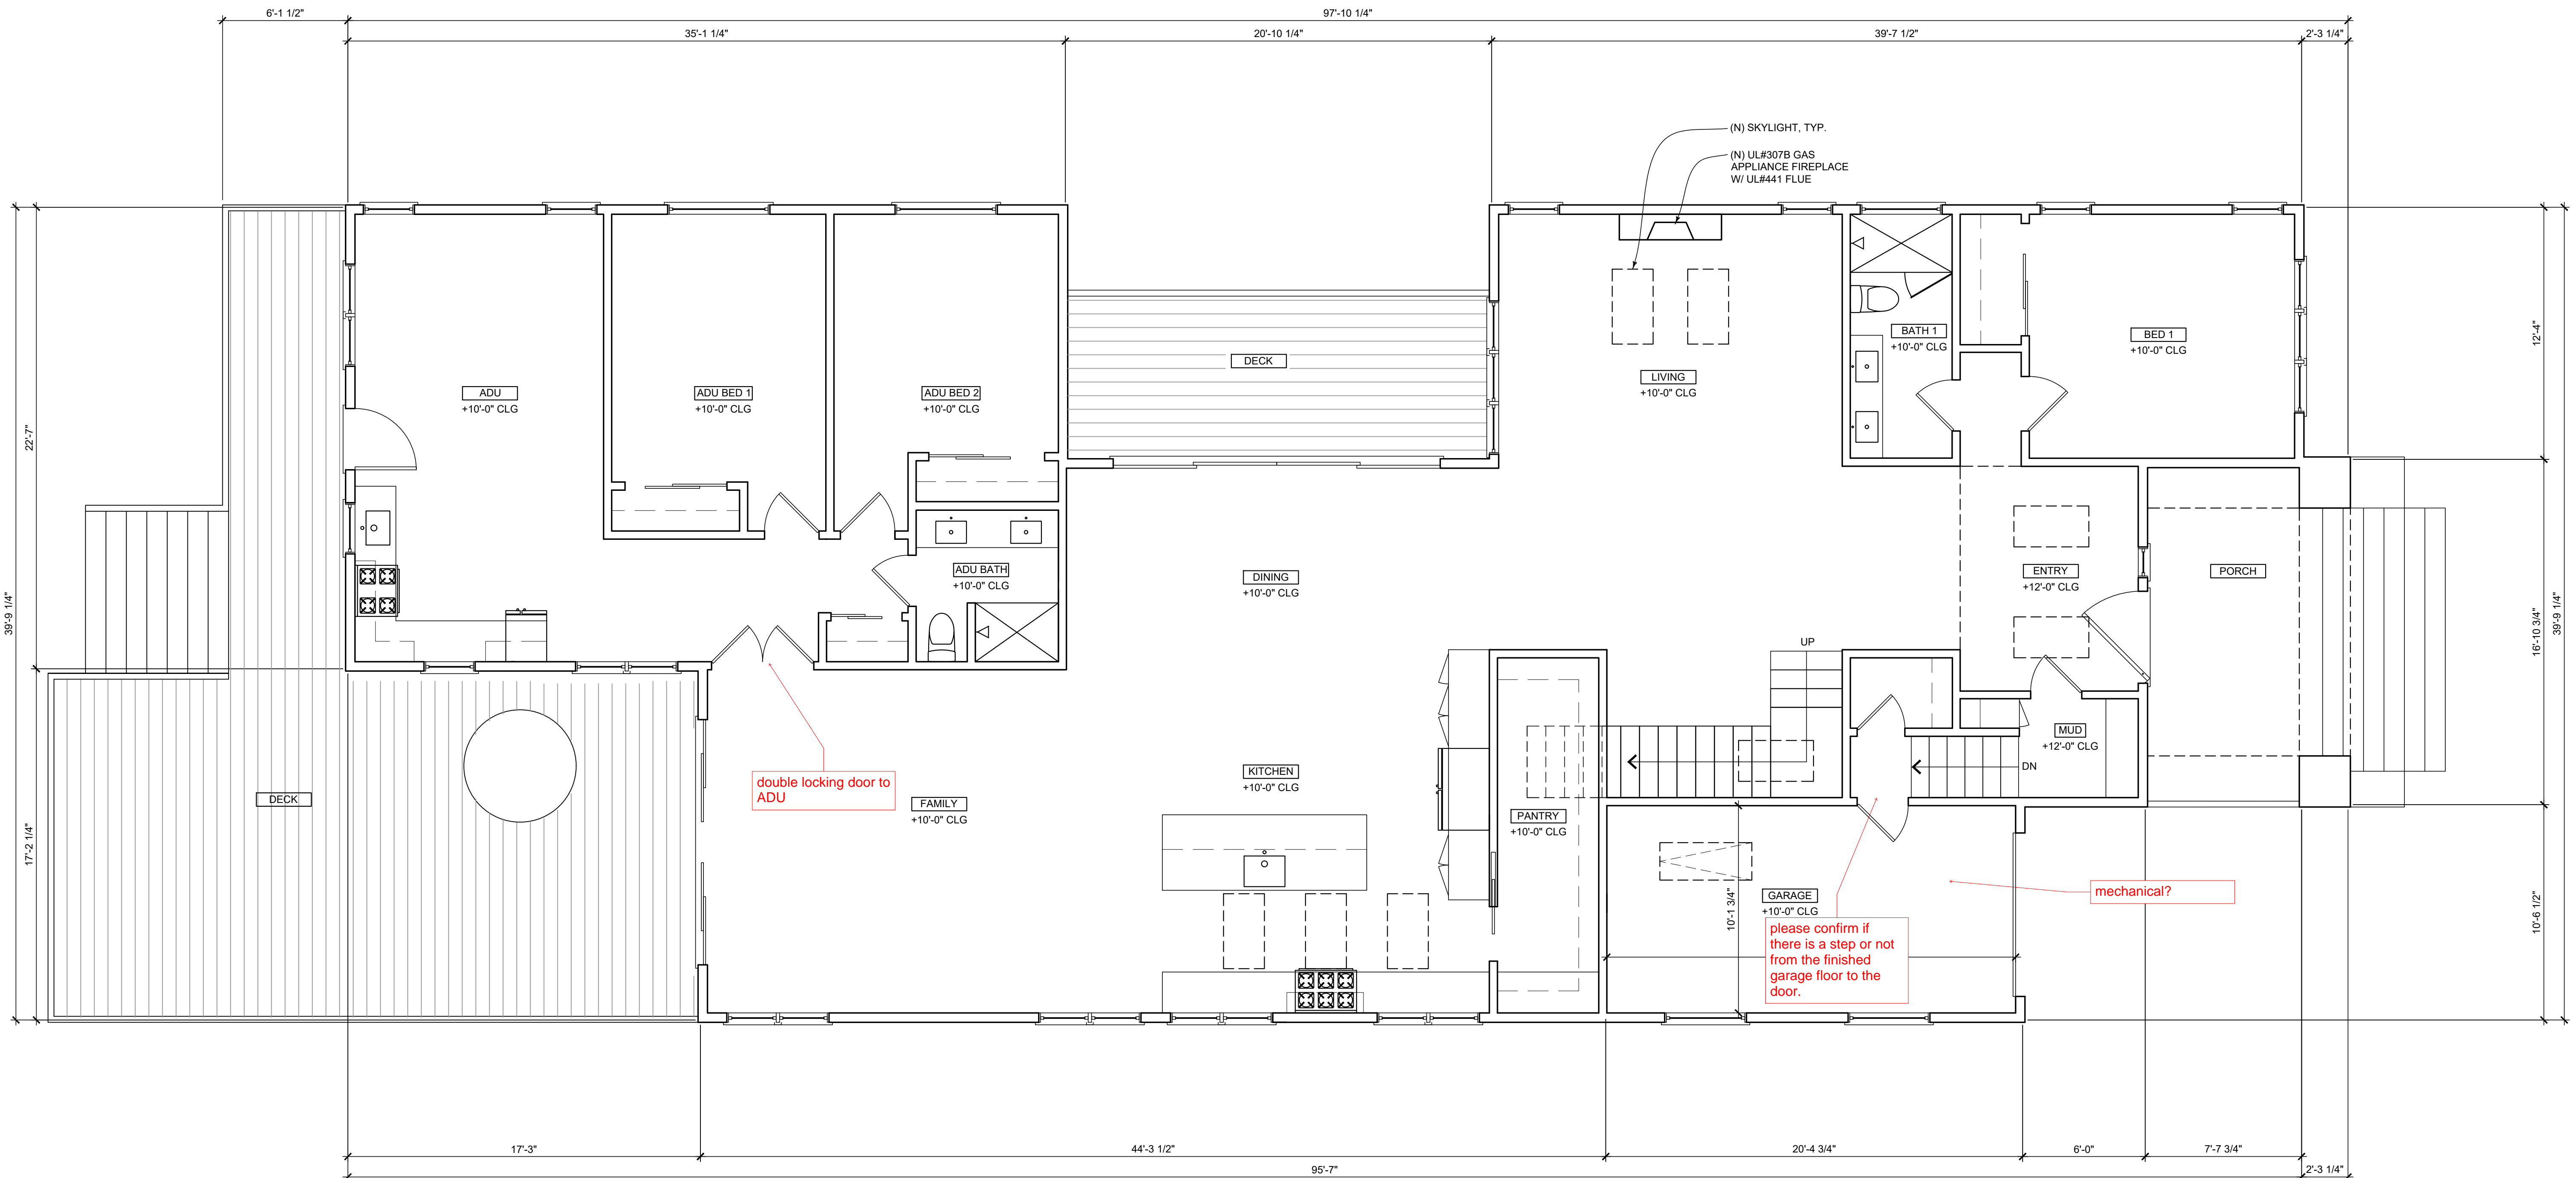 6'-1 1/2"
97'-10 1/4"
35'-1 1/4"
20'-10 1/4"
39'-7 1/2"
2'-3 1/4"
(N) SKYLIGHT, TYP.
(N) UL#307B GAS
APPLIANCE FIREPLACE
W/ UL#441 FLUE
39'-9 1/4"
22'-7"
17'-2 1/4"
ADU
+10'-0" CLG
ADU BED 1
+10'-0" CLG
ADU BED 2
+10'-0" CLG
DECK
LIVING
+10'-0" CLG
BATH 1
+10'-0" CLG
BED 1
+10'-0" CLG
12'-4"
16'-10 3/4"
39'-9 1/4"
10'-6 1/2"
ADU BATH
+10'-0" CLG
DINING
+10'-0" CLG
ENTRY
+12'-0" CLG
PORCH
UP
MUD
+12'-0" CLG
DN
DECK
double locking door to
ADU
FAMILY
+10'-0" CLG
KITCHEN
+10'-0" CLG
PANTRY
+10'-0" CLG
10'-1 3/4"
GARAGE
+10'-0" CLG
mechanical?
please confirm if
there is a step or not
from the finished
garage floor to the
door.
17'-3"
44'-3 1/2"
20'-4 3/4"
6'-0"
7'-7 3/4"
95'-7"
2'-3 1/4"